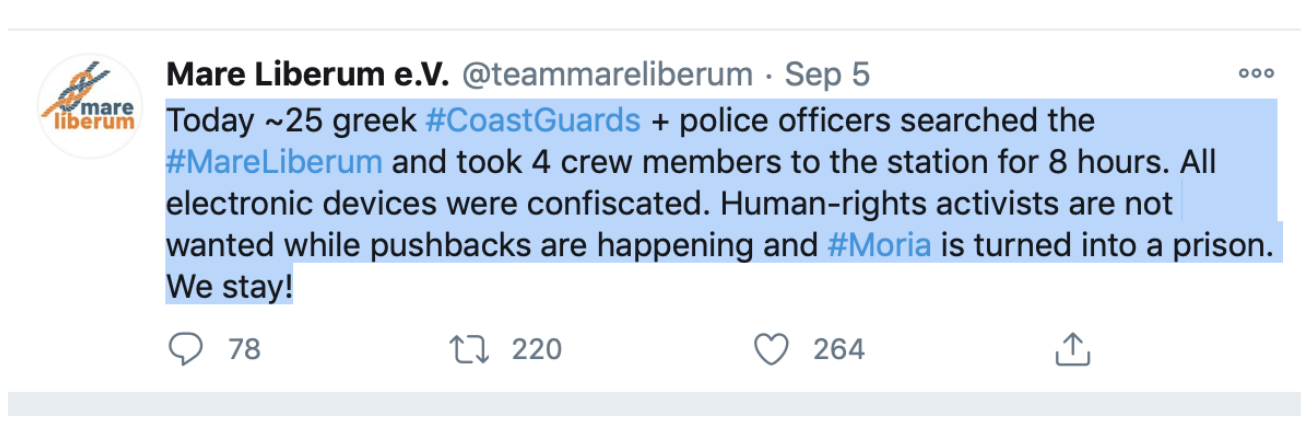 mare
liberum
Mare Liberum e.V. @teammareliberum · Sep 5
Today ~25 greek #CoastGuards + police officers searched the
#MareLiberum and took 4 crew members to the station for 8 hours. All
electronic devices were confiscated. Human-rights activists are not
wanted while pushbacks are happening and #Moria is turned into a prison.
We stay!
78 220 264